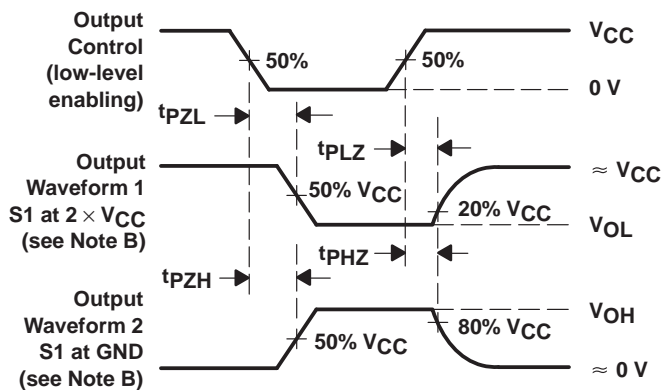 Output
Control
(low-level
enabling)
50%
50%
VCC
0 V
tPZL
tPLZ
Output
Waveform 1
S1 at 2 × VCC
(see Note B)
50% VCC
20% VCC
≈ VCC
VOL
tPZH
tPHZ
Output
Waveform 2
S1 at GND
(see Note B)
50% VCC
80% VCC
VOH
≈ 0 V